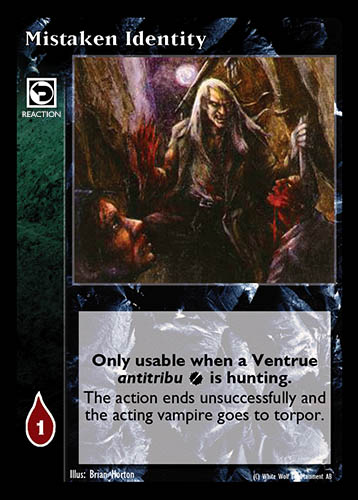 Mistaken Identity
REACTION
Only usable when a Ventrue
antitribu is hunting.
The action ends unsuccessfully and
the acting vampire goes to torpor.
1
Illus: Brian Horton
(C) White Wolf Entertainment AB